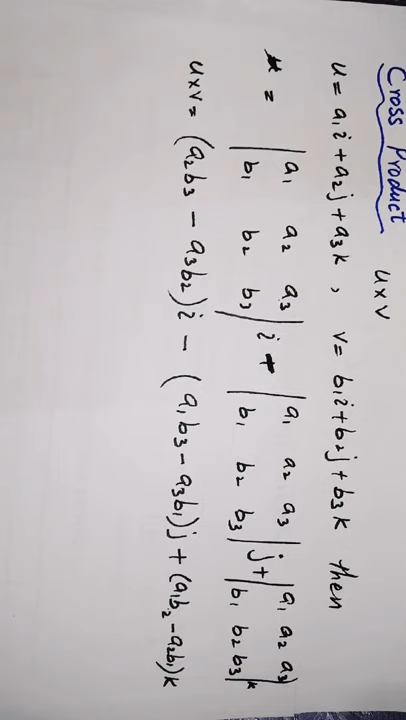 Cross Product
u x v
u = a1i + a2j + a3k , v = b1i + b2j + b3k then
= | a1 a2 a3 | i + | a1 a2 a3 | j + | a1 a2 a3 | k
| b1 b2 b3 | | b1 b2 b3 | | b1 b2 b3 |
u x v = (a2b3 - a3b2)i - (a1b3 - a3b1)j + (a1b2 - a2b1)k